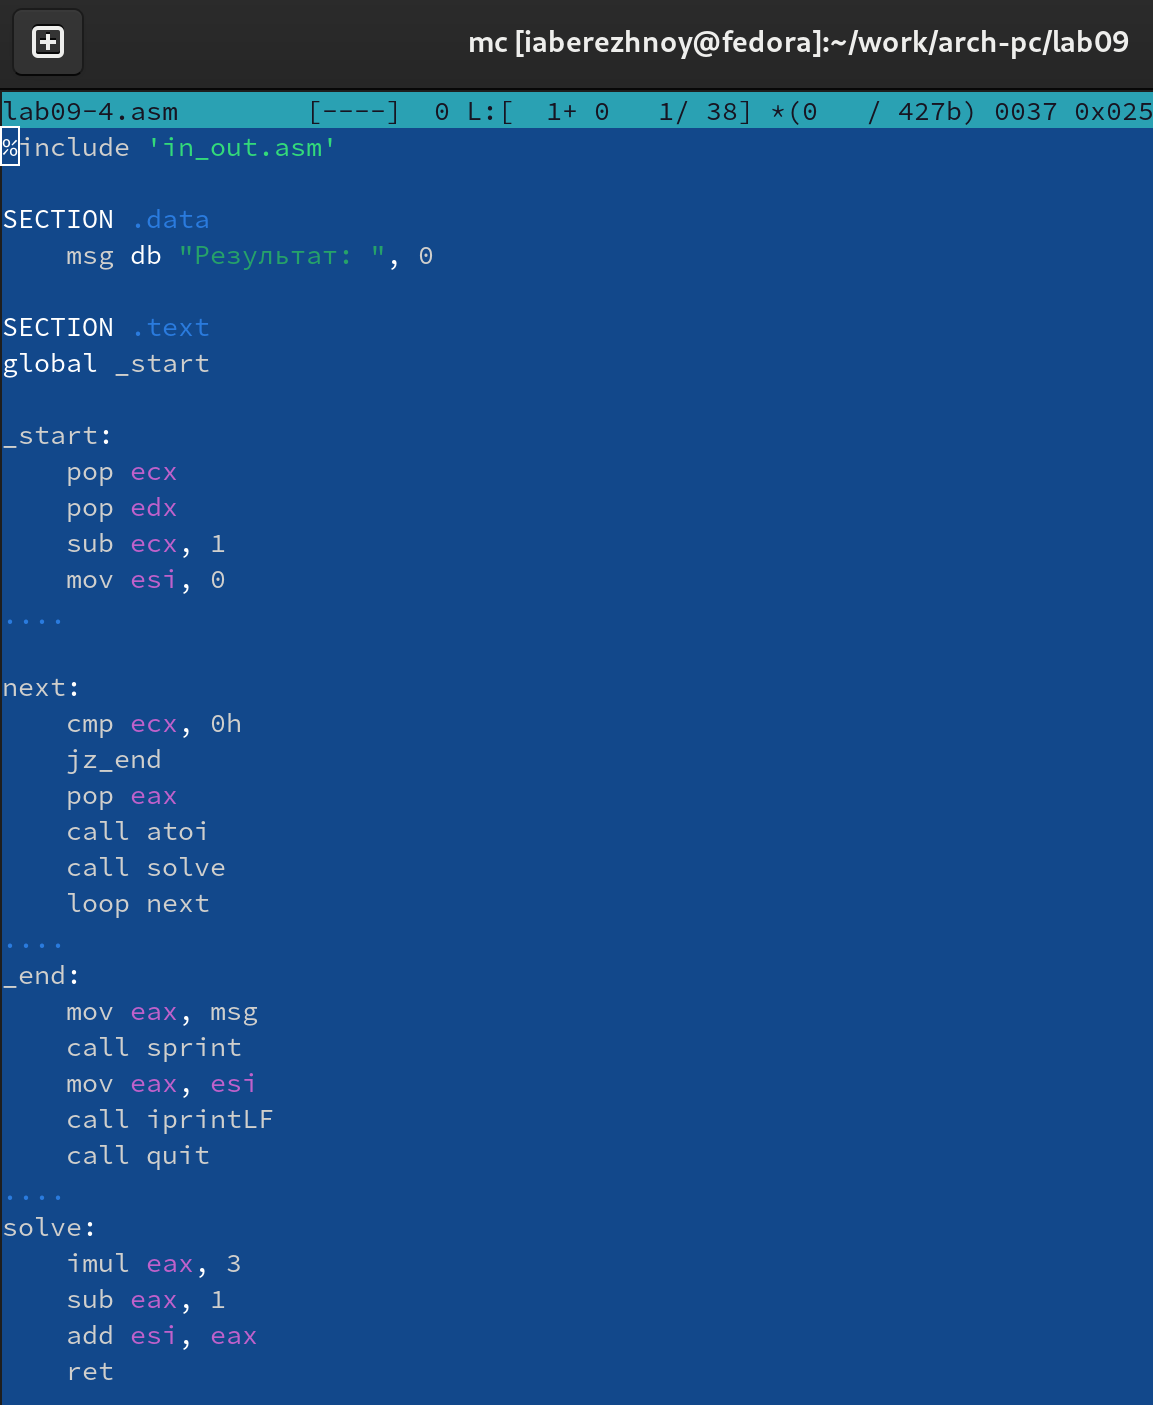 mc [iaberezhnoy@fedora]:~/work/arch-pc/lab09
lab09-4.asm        [----]  0 L:[  1+ 0   1/ 38] *(0   / 427b) 0037 0x025
%include 'in_out.asm'
SECTION .data
    msg db "Результат: ", 0
SECTION .text
global _start
_start:
    pop ecx
    pop edx
    sub ecx, 1
    mov esi, 0
....
next:
    cmp ecx, 0h
    jz_end
    pop eax
    call atoi
    call solve
    loop next
....
_end:
    mov eax, msg
    call sprint
    mov eax, esi
    call iprintLF
    call quit
....
solve:
    imul eax, 3
    sub eax, 1
    add esi, eax
    ret